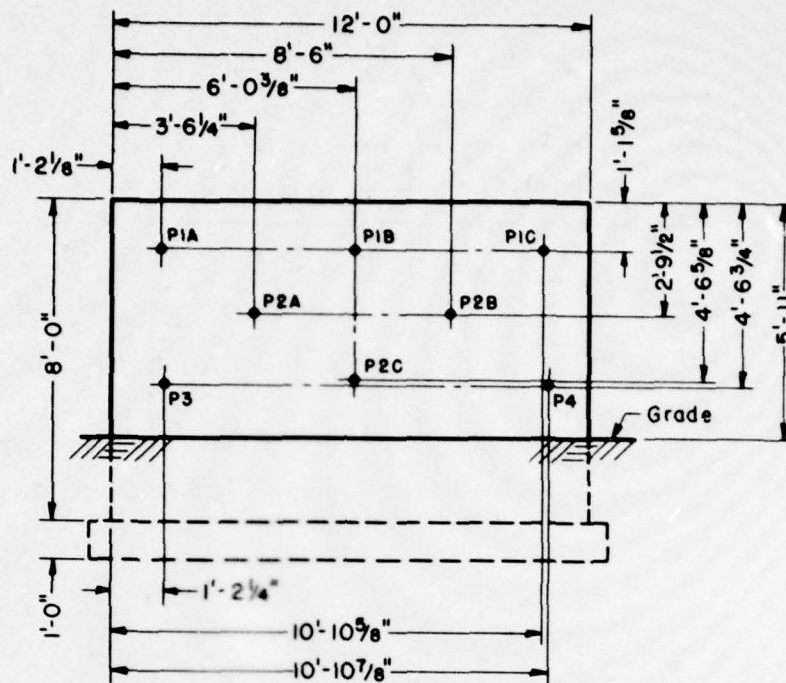 12'-0"
8'-6"
6'-0 3/8"
3'-6 1/4"
1'-2 1/8"
1'-1 5/8"
P1A
P1B
P1C
2'-9 1/2"
4'-6 5/8"
4'-6 3/4"
5'-11"
P2A
P2B
8'-0"
P2C
P3
P4
Grade
1'-0"
1'-2 1/4"
10'-10 5/8"
10'-10 7/8"